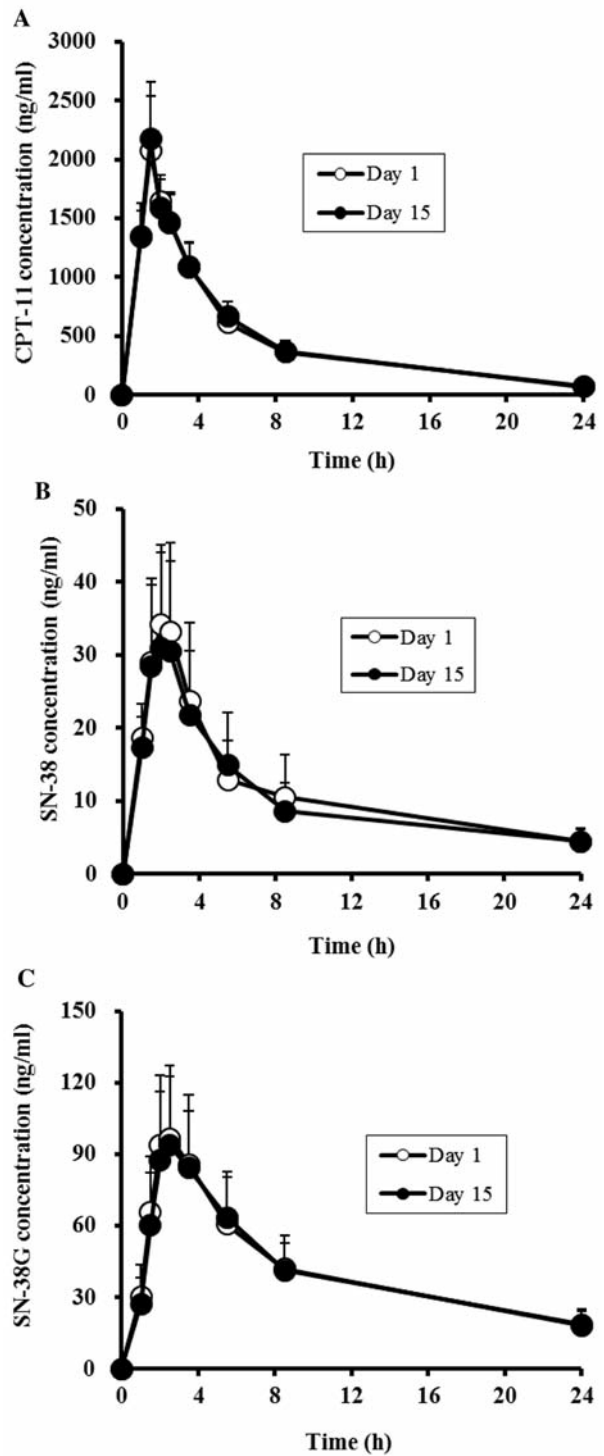 A
CPT-11 concentration (ng/ml)
3000
2500
2000
1500
1000
500
0
Day 1
Day 15
0 4 8 12 16 20 24
Time (h)
B
SN-38 concentration (ng/ml)
50
40
30
20
10
0
Day 1
Day 15
0 4 8 12 16 20 24
Time (h)
C
SN-38G concentration (ng/ml)
150
120
90
60
30
0
Day 1
Day 15
0 4 8 12 16 20 24
Time (h)